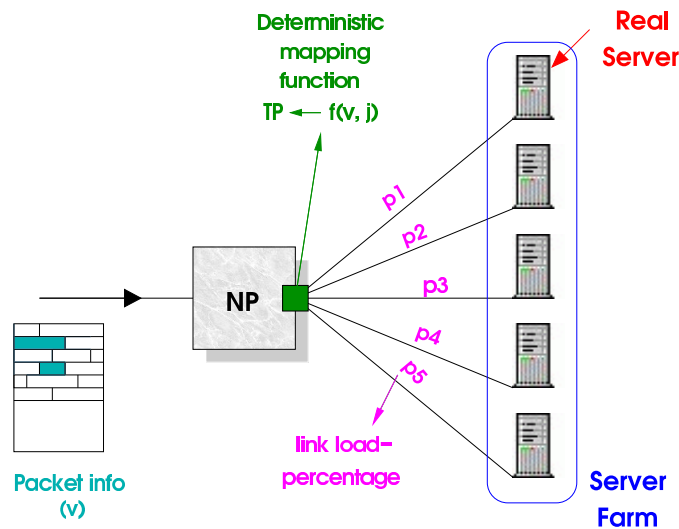 Deterministic
mapping
function
TP ← f(v, j)
Real
Server
p1
p2
NP
p3
p4
p5
link load-
percentage
Packet info
(v)
Server
Farm